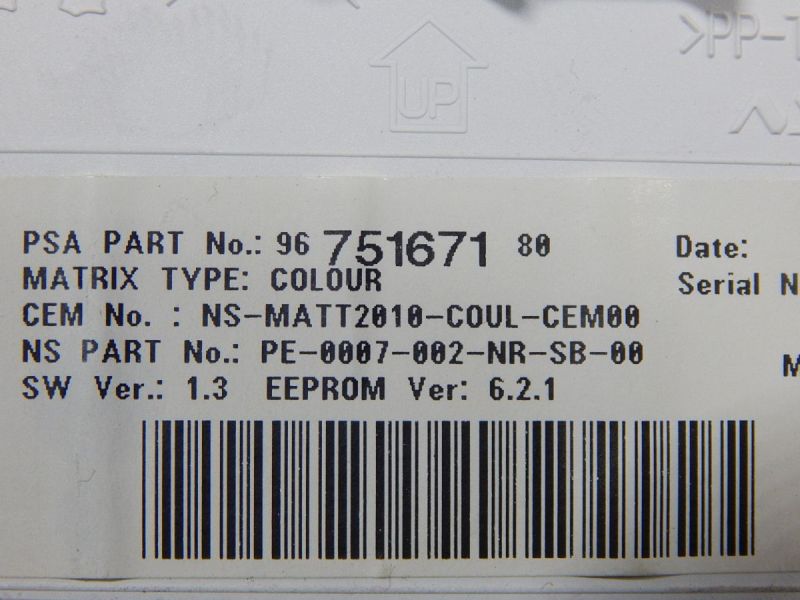 UP
>PP-T
PSA PART No.: 96 751671 80 Date:
MATRIX TYPE: COLOUR Serial N
CEM No. : NS-MATT2010-COUL-CEM00
NS PART No.: PE-0007-002-NR-SB-00 M
SW Ver.: 1.3 EEPROM Ver: 6.2.1